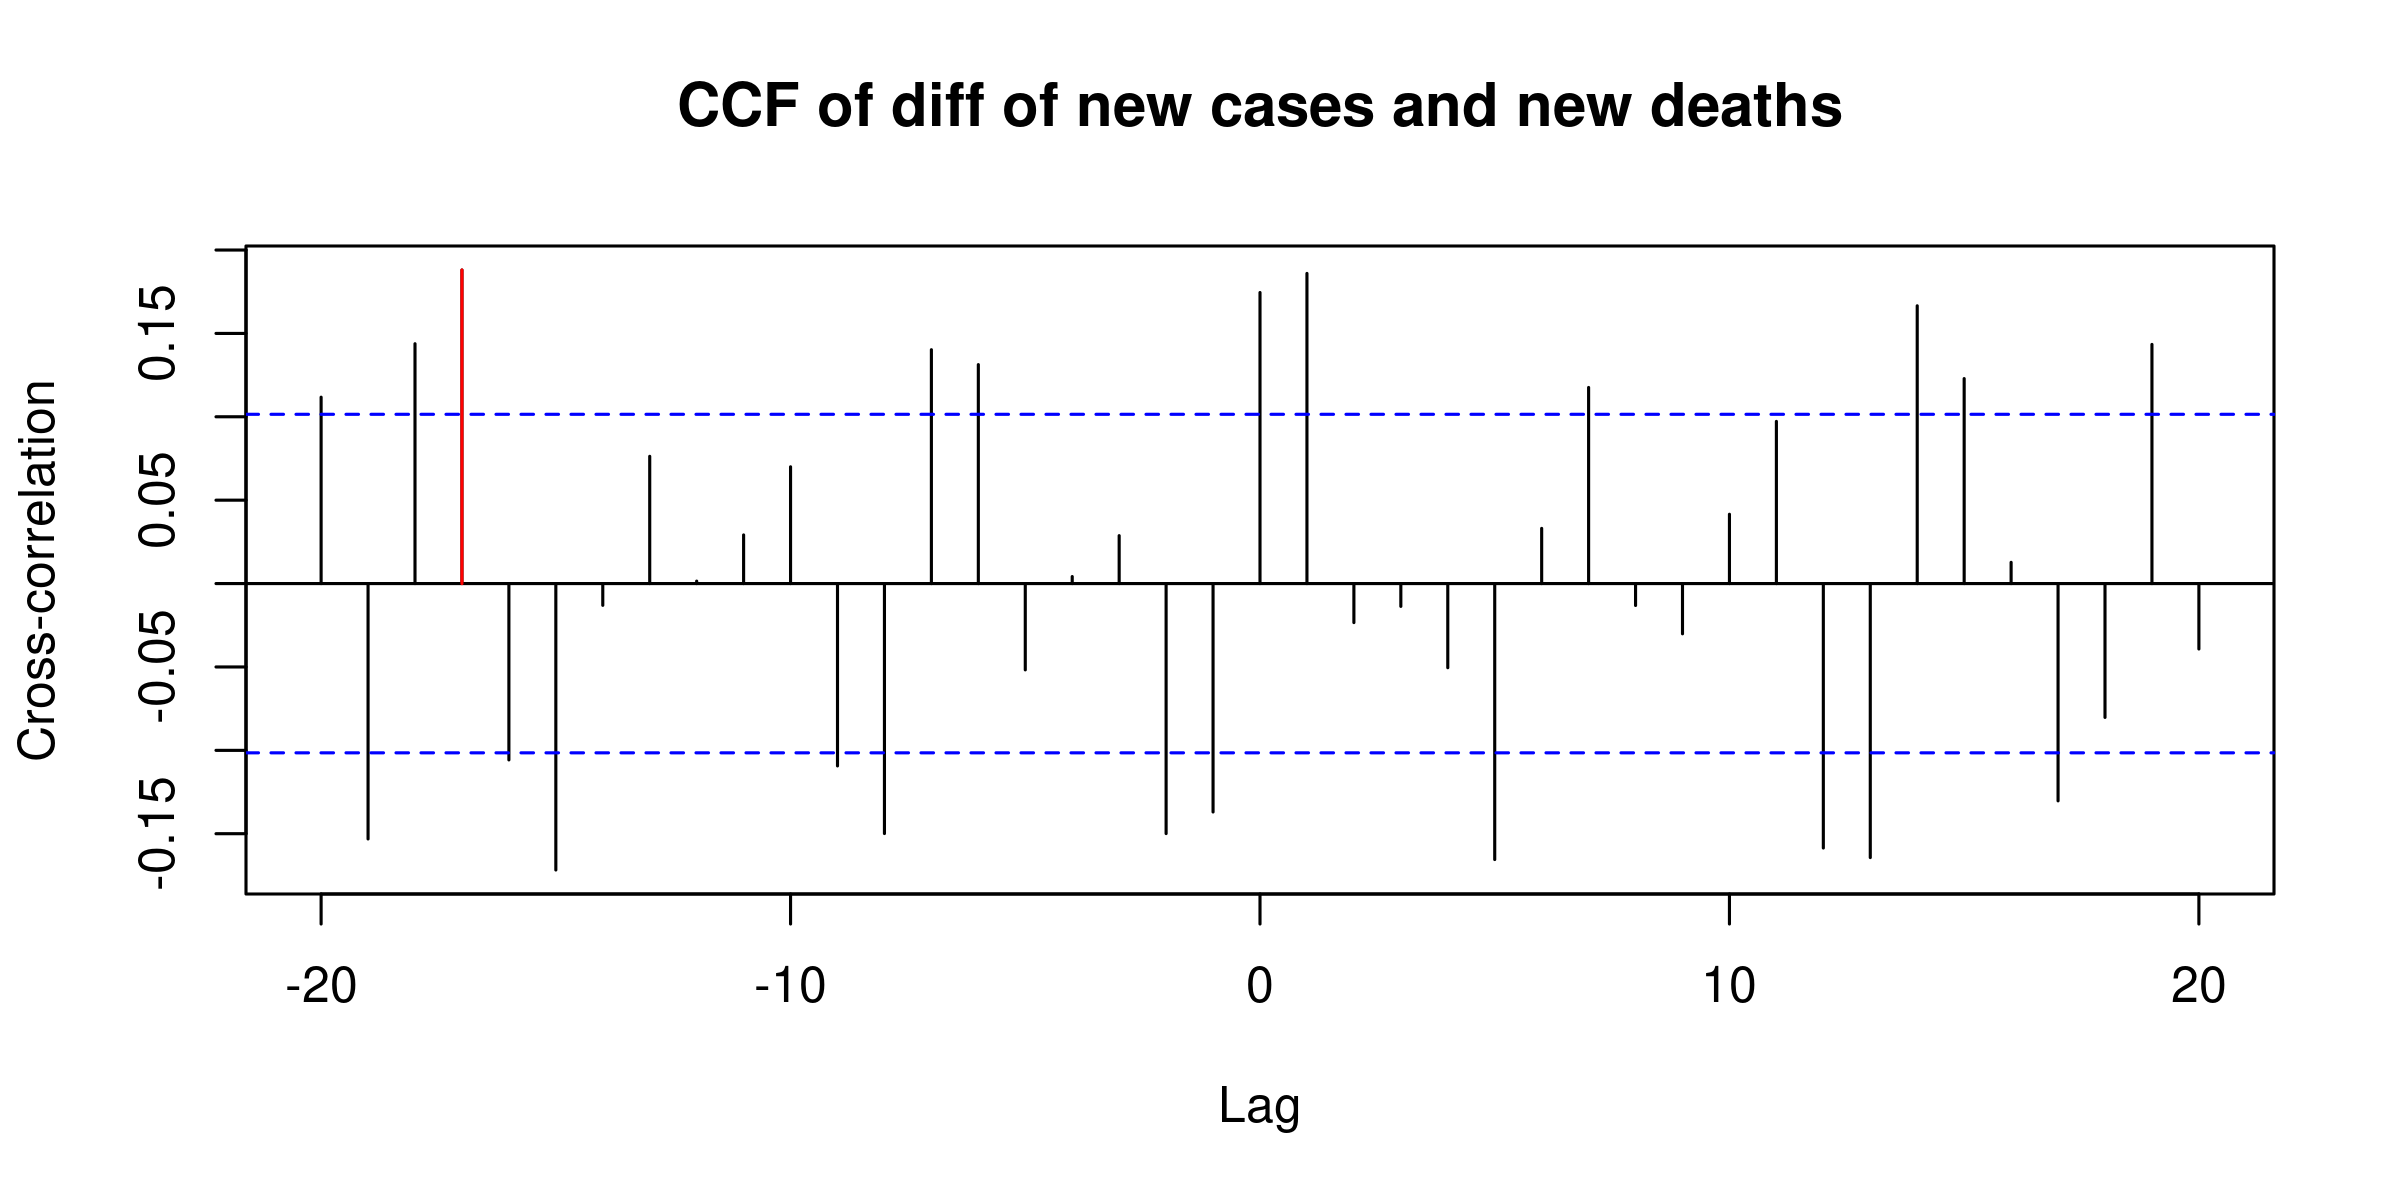 CCF of diff of new cases and new deaths
Cross-correlation
0.15
0.05
-0.05
-0.15
-20 -10 0 10 20
Lag